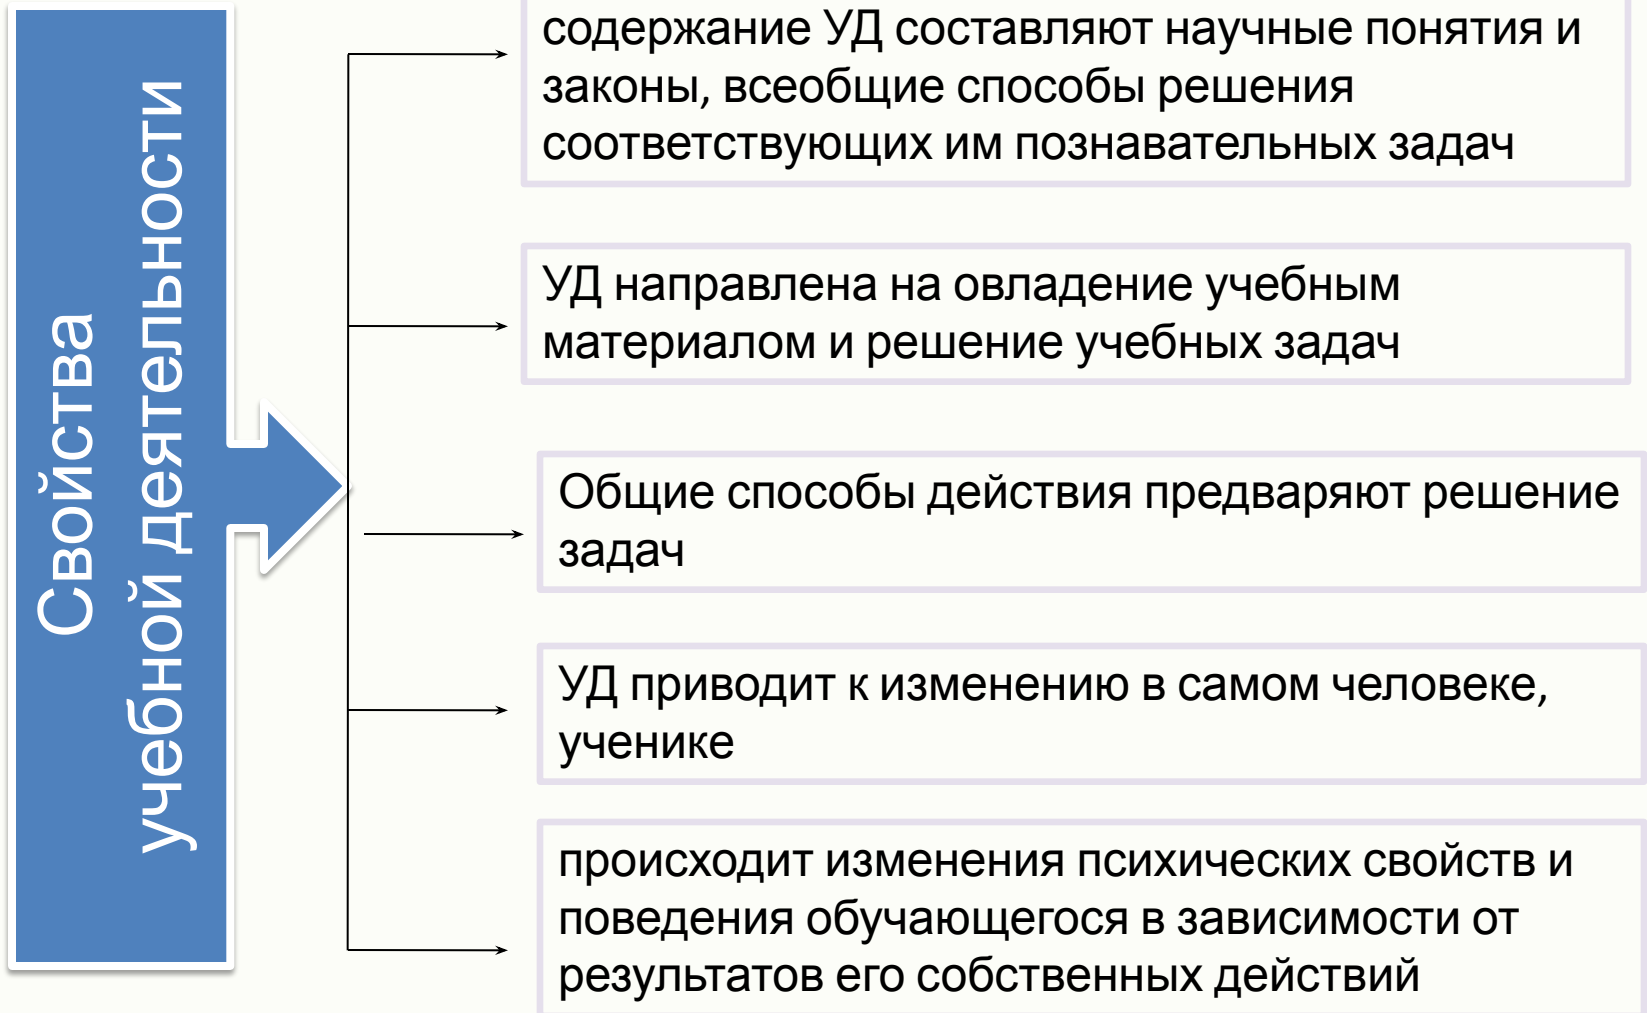 Свойства
учебной деятельности
содержание УД составляют научные понятия и
законы, всеобщие способы решения
соответствующих им познавательных задач
УД направлена на овладение учебным
материалом и решение учебных задач
Общие способы действия предваряют решение
задач
УД приводит к изменению в самом человеке,
ученике
происходит изменения психических свойств и
поведения обучающегося в зависимости от
результатов его собственных действий